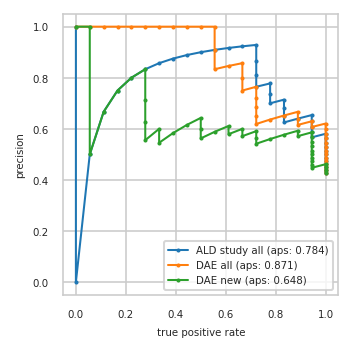 1.0
0.8
0.6
0.4
0.2
0.0
precision
ALD study all (aps: 0.784)
DAE all (aps: 0.871)
DAE new (aps: 0.648)
0.0 0.2 0.4 0.6 0.8 1.0
true positive rate